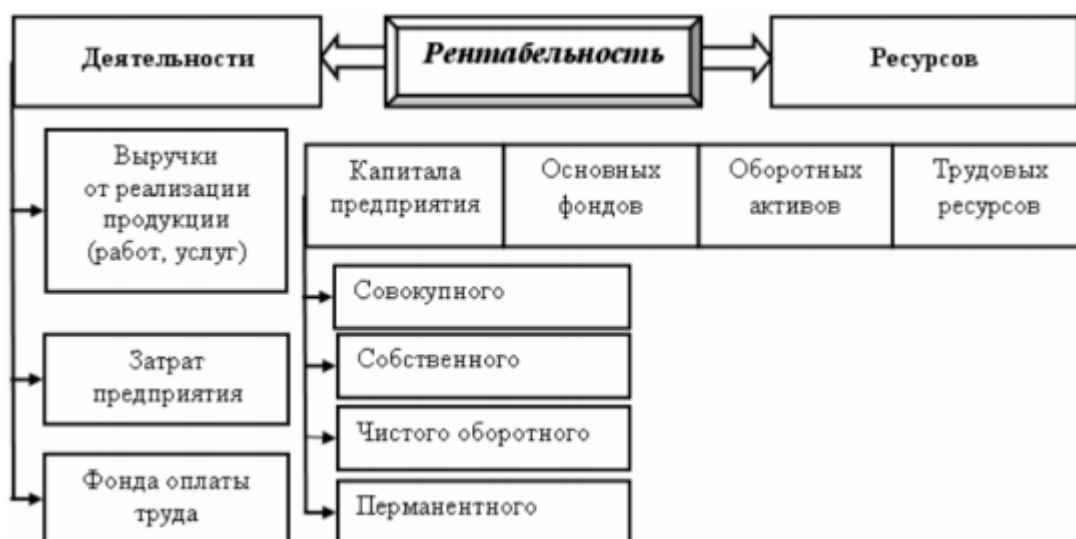 Деятельности
Рентабельность
Ресурсов
Выручки
от реализации
продукции
(работ, услуг)
Капитала
предприятия
Основных
фондов
Оборотных
активов
Трудовых
ресурсов
Совокупного
Затрат
предприятия
Собственного
Чистого оборотного
Фонда оплаты
труда
Перманентного